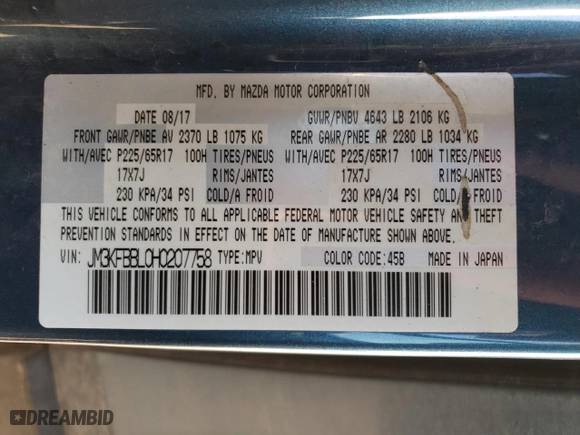 MFD. BY MAZDA MOTOR CORPORATION
DATE 08/17 GVWR/PNBV 4643 LB 2106 KG
FRONT GAWR/PNBE AV 2370 LB 1075 KG REAR GAWR/PNBE AR 2280 LB 1034 KG
WITH/AVEC P225/65R17 100H TIRES/PNEUS WITH/AVEC P225/65R17 100H TIRES/PNEUS
17X7J RIMS/JANTES 17X7J RIMS/JANTES
230 KPA/34 PSI COLD/A FROID 230 KPA/34 PSI COLD/A FROID
THIS VEHICLE CONFORMS TO ALL APPLICABLE FEDERAL MOTOR VEHICLE SAFETY AND THEFT
PREVENTION STANDARDS IN EFFECT ON THE DATE OF MANUFACTURE SHOWN ABOVE.
VIN: JM3KFBBL0H0207758 TYPE:MPV COLOR CODE:45B MADE IN JAPAN
DREAMBID